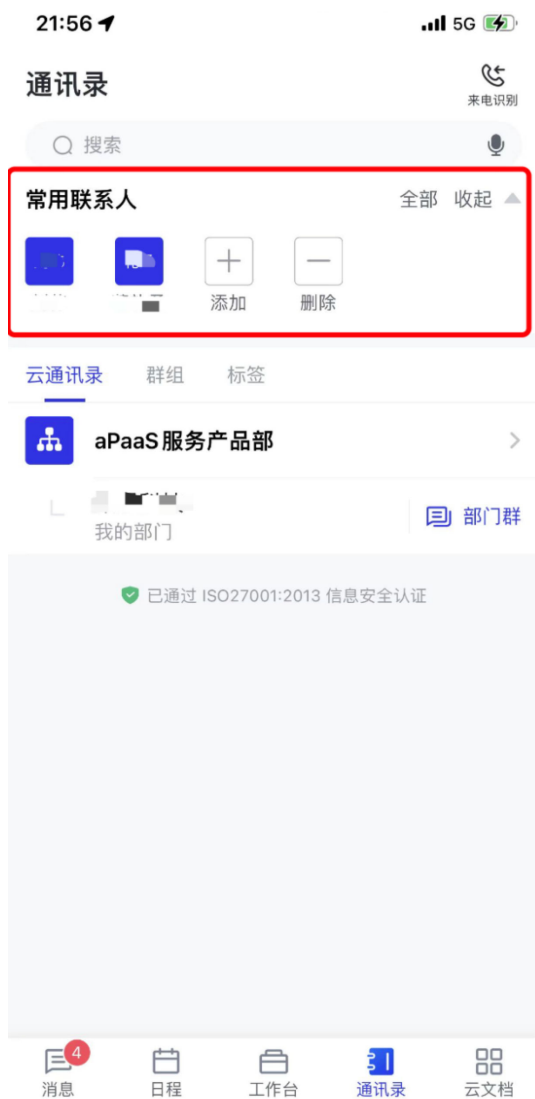 21:56 5G
通讯录
来电识别
搜索
常用联系人 全部 收起
添加 删除
云通讯录 群组 标签
aPaaS服务产品部
我的部门 部门群
已通过 ISO27001:2013 信息安全认证
4
消息 日程 工作台 通讯录 云文档